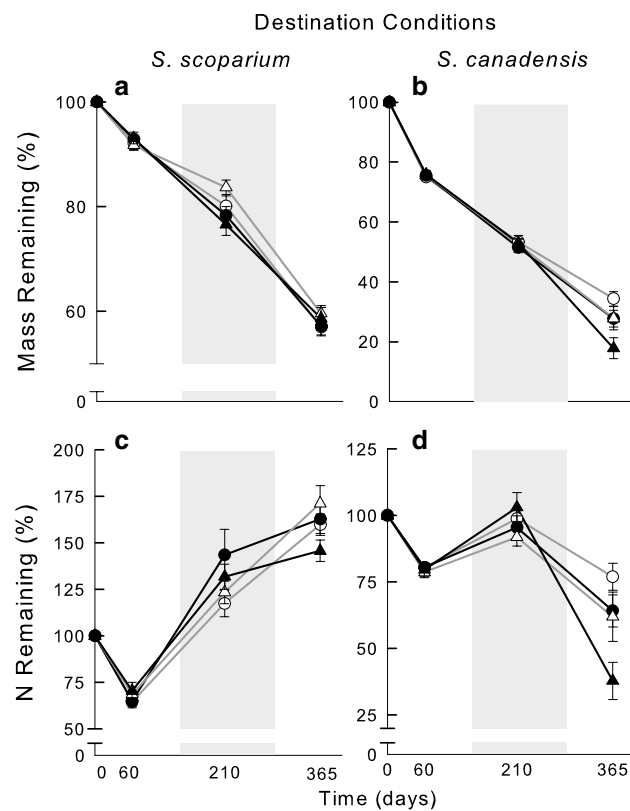 Destination Conditions
S. scoparium
S. canadensis
a
b
Mass Remaining (%)
100
80
60
0
100
80
60
40
20
0
c
d
N Remaining (%)
200
175
150
125
100
75
50
0
125
100
75
50
25
0
0 60 210 365
0 60 210 365
Time (days)